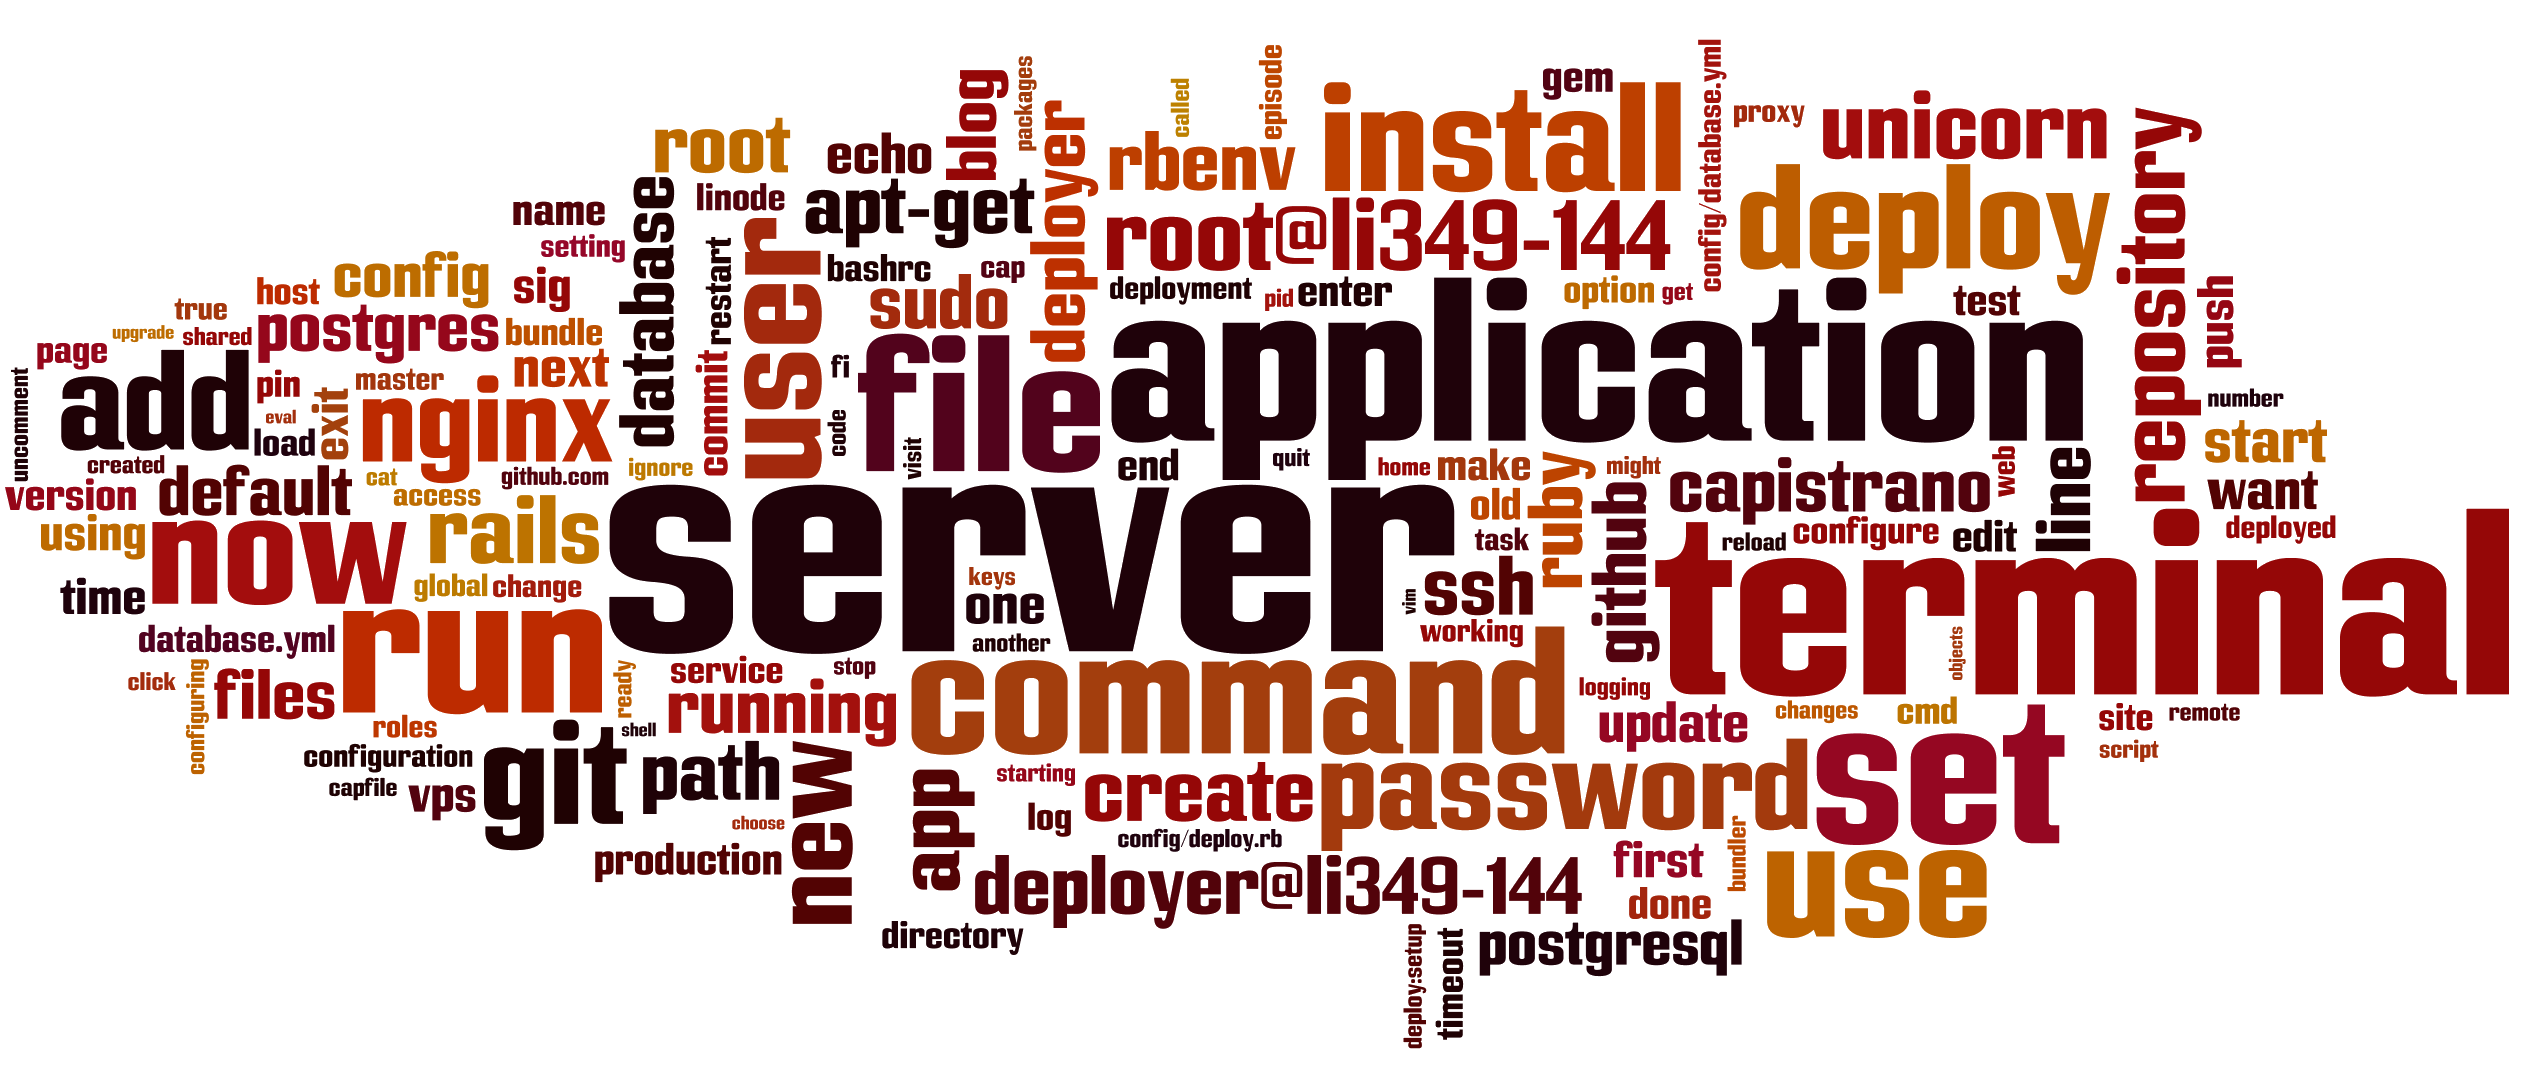 episode
config/database.yml
packages
blog
gem
called
install
unicorn
proxy
deployer
repository
root
echo
rbenv
deploy
database
linode
apt-get
root@li349-144
name
setting
user
restart
bashrc
cap
config
sig
host
sudo
deployment
pid
enter
option
get
test
push
true
postgres
upgrade
shared
bundle
file
application
page
add
next
commit
fi
uncomment
pin
master
nginx
exit
eval
code
number
load
created
cat
github.com
ignore
visit
end
quit
home
make
might
ruby
capistrano
web
line
start
version
default
access
rails
server
old
github
want
using
now
task
reload
configure
edit
deployed
terminal
time
global
change
keys
one
vim
ssh
another
working
objects
run
database.yml
command
click
configuring
files
ready
service
stop
logging
roles
shell
running
update
changes
cmd
set
site
remote
script
configuration
git
path
new
capfile
vps
app
starting
create
password
choose
log
config/deploy.rb
bundler
production
deployer@li349-144
first
use
done
directory
deploy:setup
timeout
postgresql